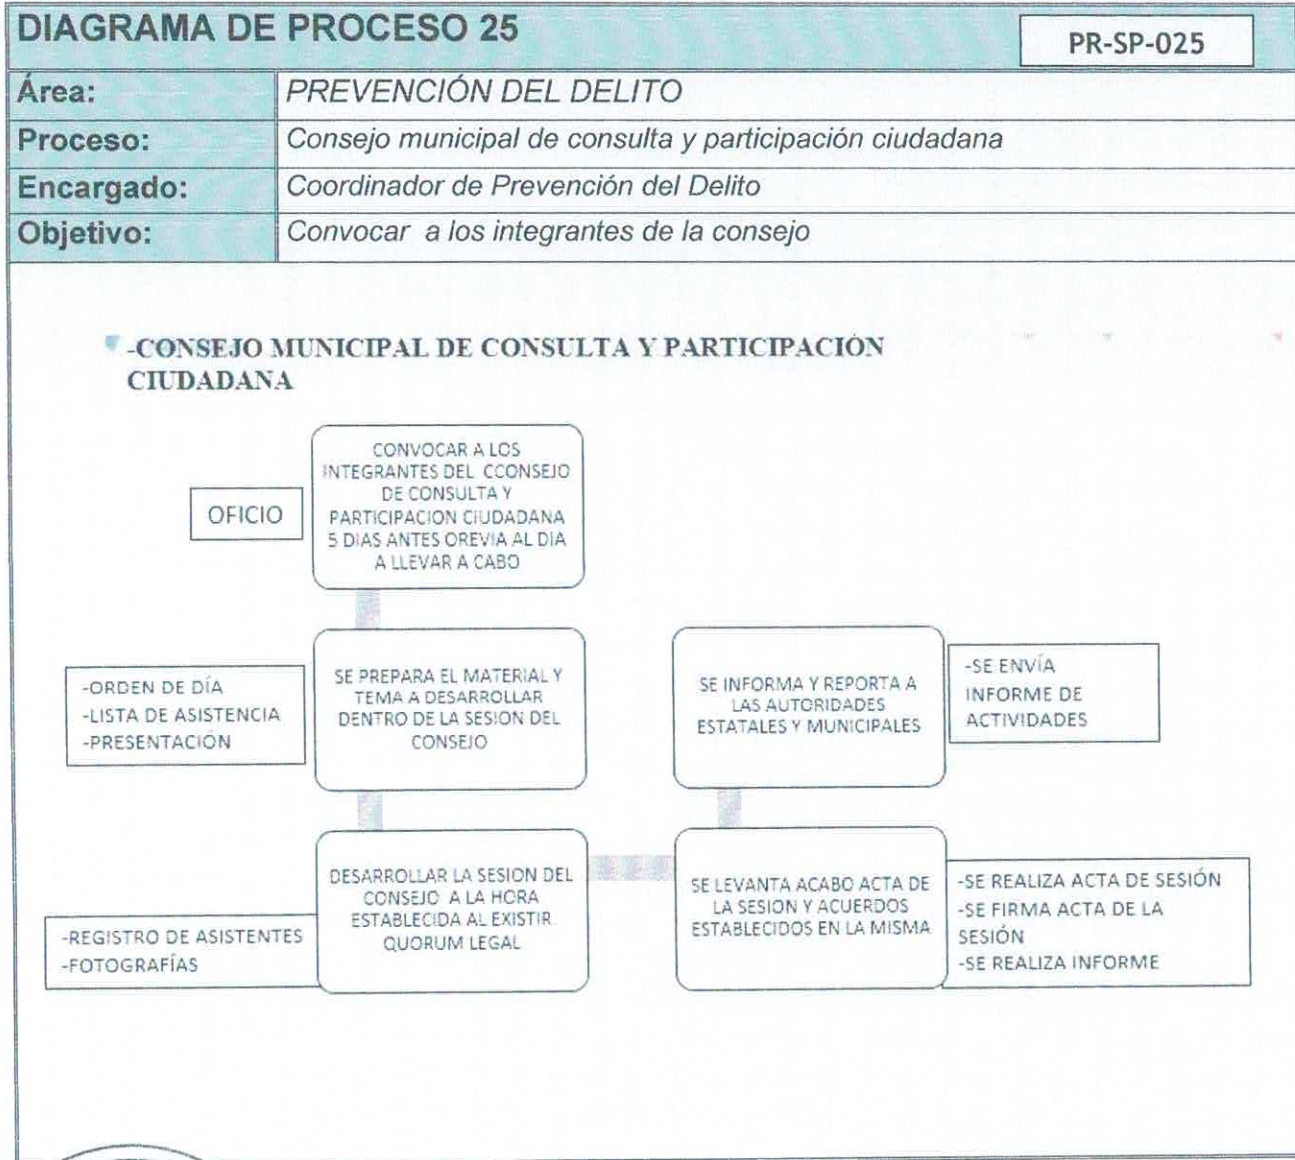 DIAGRAMA DE PROCESO 25
PR-SP-025
Área:
PREVENCIÓN DEL DELITO
Proceso:
Consejo municipal de consulta y participación ciudadana
Encargado:
Coordinador de Prevención del Delito
Objetivo:
Convocar a los integrantes de la consejo
-CONSEJO MUNICIPAL DE CONSULTA Y PARTICIPACIÓN
CIUDADANA
OFICIO
CONVOCAR A LOS
INTEGRANTES DEL CCONSEJO
DE CONSULTA Y
PARTICIPACION CIUDADANA
5 DIAS ANTES OREVIA AL DIA
A LLEVAR A CABO
-ORDEN DE DÍA
-LISTA DE ASISTENCIA
-PRESENTACIÓN
SE PREPARA EL MATERIAL Y
TEMA A DESARROLLAR
DENTRO DE LA SESION DEL
CONSEJO
-REGISTRO DE ASISTENTES
-FOTOGRAFÍAS
DESARROLLAR LA SESION DEL
CONSEJO A LA HORA
ESTABLECIDA AL EXISTIR
QUORUM LEGAL
SE LEVANTA ACABO ACTA DE
LA SESION Y ACUERDOS
ESTABLECIDOS EN LA MISMA
-SE REALIZA ACTA DE SESIÓN
-SE FIRMA ACTA DE LA
SESIÓN
-SE REALIZA INFORME
SE INFORMA Y REPORTA A
LAS AUTORIDADES
ESTATALES Y MUNICIPALES
-SE ENVÍA
INFORME DE
ACTIVIDADES